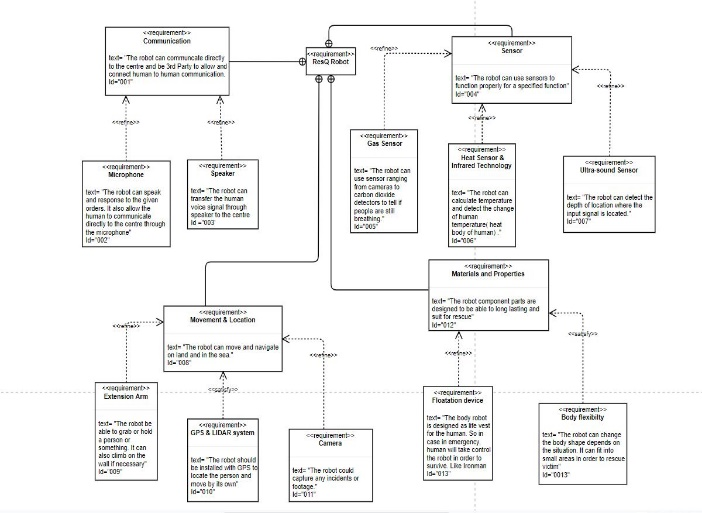 <<requirement>>
Communication
text= "The robot can commncate directly
to the centre and be 3rd Party to allow and
connect human to human communication.
Id="001"
<<requirement>>
ResQ Robot
<<requirement>>
Sensor
text= "The robot can use sensors to
function property for a specified function"
Id="004"
<<refine>>
<<refine>>
<<refine>>
<<refine>>
<<refine>>
<<requirement>>
Microphone
text= "The robot can speak
and response to the given
orders. It also allow the
human to communicate
directly to the centre through
the microphone"
Id="002"
<<requirement>>
Speaker
text= "The robot can
transfer the human
voice signal through
speaker to the centre
Id="003
<<requirement>>
Gas Sensor
text= "The robot can
use sensor ranging
from cameras to
carbon dioxide
detectors to tell if
people are still
breathing."
Id="005"
<<requirement>>
Heat Sensor &
Infrared Technology
text= "The robot can
calculate temperature
and detect the change
of human
temperature( heat
body of human) ."
Id="006"
<<requirement>>
Ultra-sound Sensor
text= "The robot can detect the
depth of location where the
input signal is located."
Id="007"
<<requirement>>
Movement & Location
text= "The robot can move and navigate
on land and in the sea."
Id="008"
<<requirement>>
Materials and Properties
text= "The robot component parts are
designed to be able to long lasting and
suit for rescue"
Id="012"
<<refine>>
<<satisfy>>
<<refine>>
<<refine>>
<<satisfy>>
<<requirement>>
Extension Arm
text= "The robot be
able to grab or hold
a person or
something. It can
also climb on the
wall if necessary"
Id="009"
<<requirement>>
GPS & LIDAR system
text= "The robot should
be installed with GPS to
locate the person and
move by its own"
Id="010"
<<requirement>>
Camera
text= "The robot could
capture any incidents or
footage."
Id="011"
<<requirement>>
Floatation device
text= "The body robot
is designed as life vest
for the human. So in
case in emergency,
human will take control
the robot in order to
survive. Like Ironman
Id="013"
<<requirement>>
Body flexibilty
text= "The robot can change
the body shape depends on
the situation. It can fit into
small areas in order to rescue
victim"
Id="0013"